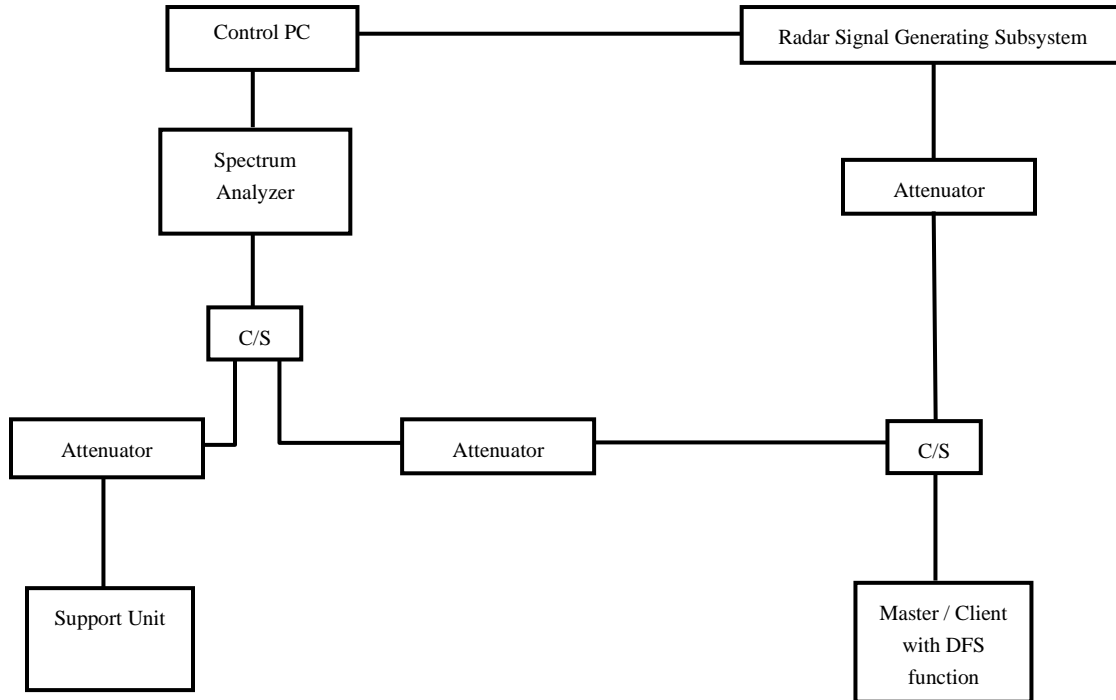 Control PC
Radar Signal Generating Subsystem
Spectrum
Analyzer
Attenuator
C/S
Attenuator
Attenuator
C/S
Support Unit
Master / Client
with DFS
function